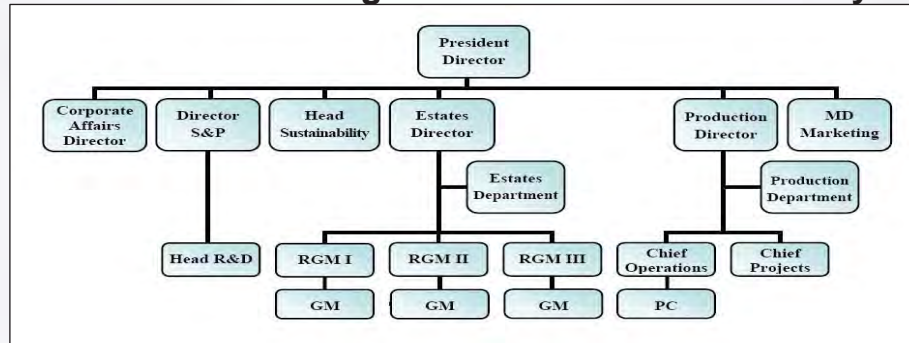 President
Director
Corporate
Affairs
Director
Director
S&P
Head
Sustainability
Estates
Director
Production
Director
MD
Marketing
Estates
Department
Production
Department
Head R&D
RGM I
RGM II
RGM III
Chief
Operations
Chief
Projects
GM
GM
GM
PC